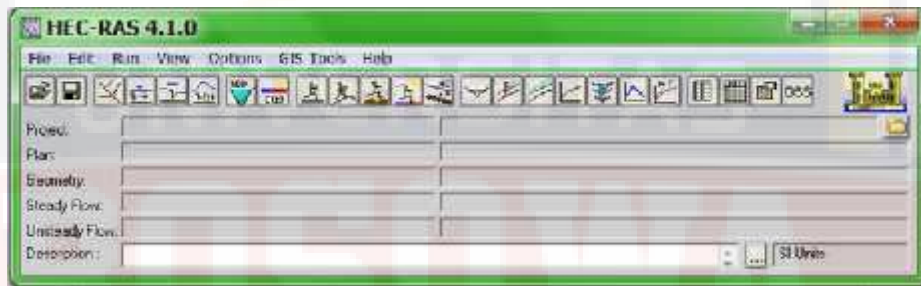 HEC-RAS 4.1.0
File Edit Run View Options GIS Tools Help
DSS
Project:
Plan:
Geometry:
Steady Flow:
Unsteady Flow:
Description : ... SI Units